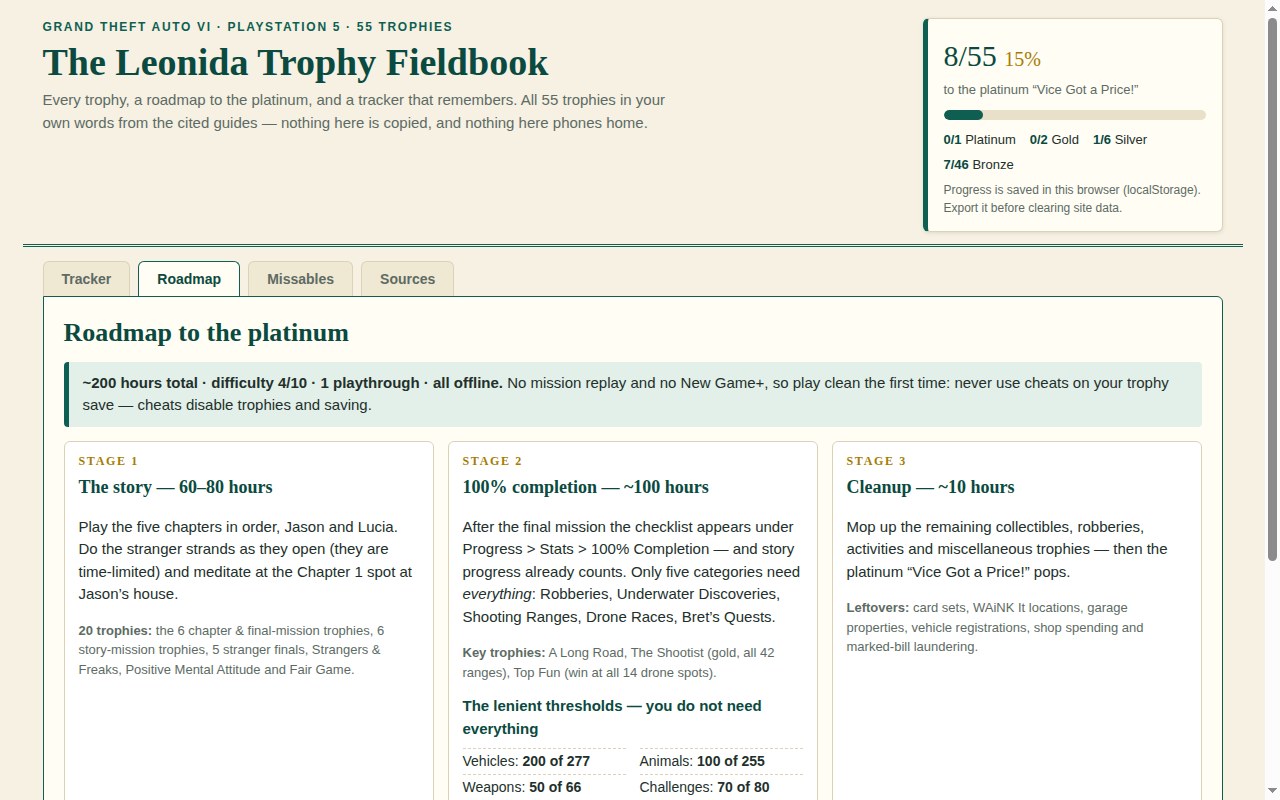 GRAND THEFT AUTO VI · PLAYSTATION 5 · 55 TROPHIES
The Leonida Trophy Fieldbook
Every trophy, a roadmap to the platinum, and a tracker that remembers. All 55 trophies in your
own words from the cited guides — nothing here is copied, and nothing here phones home.
8/55 15%
to the platinum “Vice Got a Price!”
0/1 Platinum 0/2 Gold 1/6 Silver
7/46 Bronze
Progress is saved in this browser (localStorage).
Export it before clearing site data.
Tracker Roadmap Missables Sources
Roadmap to the platinum
~200 hours total · difficulty 4/10 · 1 playthrough · all offline. No mission replay and no New Game+, so play clean the first time: never use cheats on your trophy
save — cheats disable trophies and saving.
STAGE 1
The story — 60–80 hours
Play the five chapters in order, Jason and Lucia.
Do the stranger strands as they open (they are
time-limited) and meditate at the Chapter 1 spot at
Jason’s house.
20 trophies: the 6 chapter & final-mission trophies, 6
story-mission trophies, 5 stranger finals, Strangers &
Freaks, Positive Mental Attitude and Fair Game.
STAGE 2
100% completion — ~100 hours
After the final mission the checklist appears under
Progress > Stats > 100% Completion — and story
progress already counts. Only five categories need
everything: Robberies, Underwater Discoveries,
Shooting Ranges, Drone Races, Bret’s Quests.
Key trophies: A Long Road, The Shootist (gold, all 42
ranges), Top Fun (win at all 14 drone spots).
The lenient thresholds — you do not need
everything
Vehicles: 200 of 277 Animals: 100 of 255
Weapons: 50 of 66 Challenges: 70 of 80
STAGE 3
Cleanup — ~10 hours
Mop up the remaining collectibles, robberies,
activities and miscellaneous trophies — then the
platinum “Vice Got a Price!” pops.
Leftovers: card sets, WAiNK It locations, garage
properties, vehicle registrations, shop spending and
marked-bill laundering.